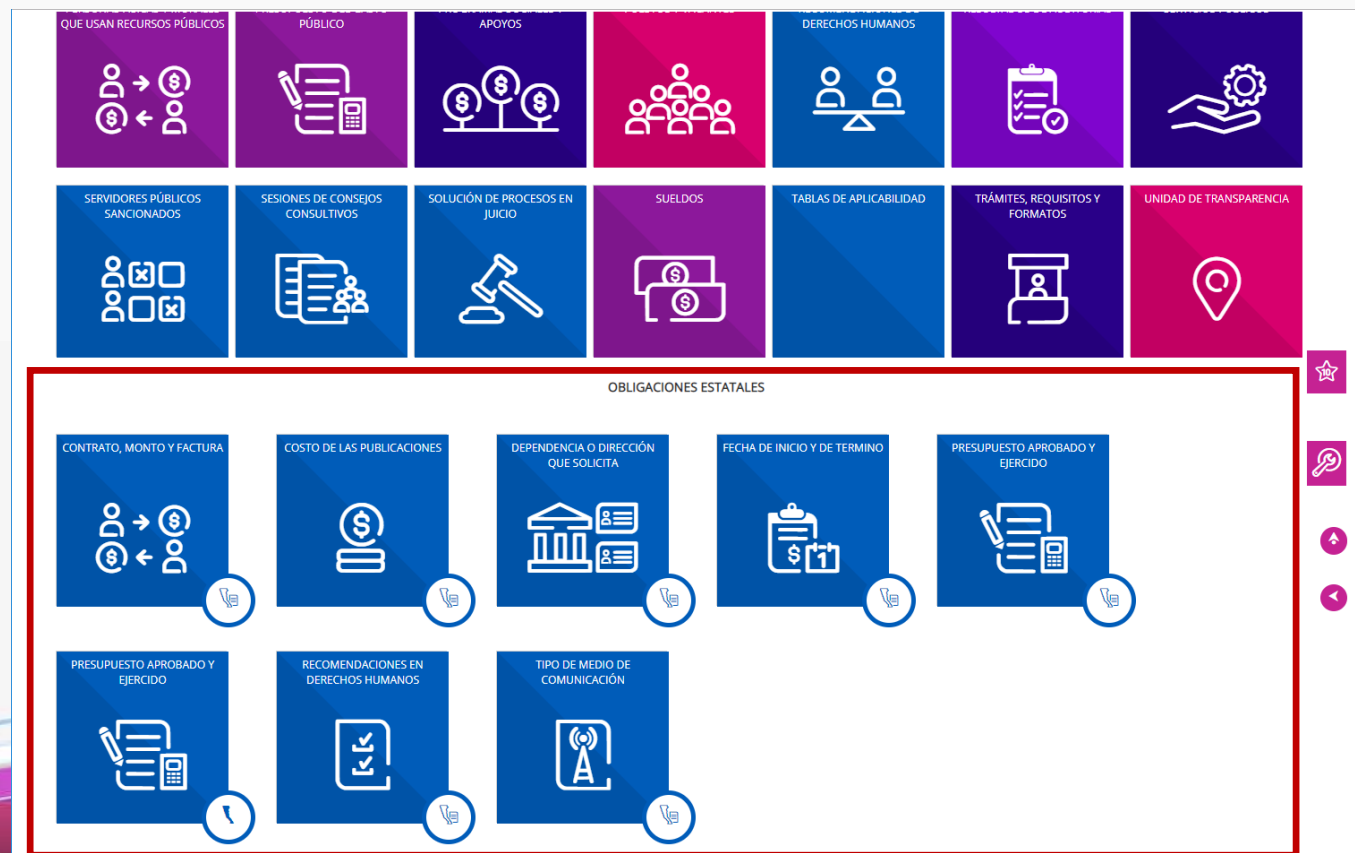 QUE USAN RECURSOS PÚBLICOS
PÚBLICO
APOYOS
DERECHOS HUMANOS
SERVIDORES PÚBLICOS
SANCIONADOS
SESIONES DE CONSEJOS
CONSULTIVOS
SOLUCIÓN DE PROCESOS EN
JUICIO
SUELDOS
TABLAS DE APLICABILIDAD
TRÁMITES, REQUISITOS Y
FORMATOS
UNIDAD DE TRANSPARENCIA
10
OBLIGACIONES ESTATALES
CONTRATO, MONTO Y FACTURA
COSTO DE LAS PUBLICACIONES
DEPENDENCIA O DIRECCIÓN
QUE SOLICITA
FECHA DE INICIO Y DE TERMINO
1
PRESUPUESTO APROBADO Y
EJERCIDO
PRESUPUESTO APROBADO Y
EJERCIDO
RECOMENDACIONES EN
DERECHOS HUMANOS
TIPO DE MEDIO DE
COMUNICACIÓN